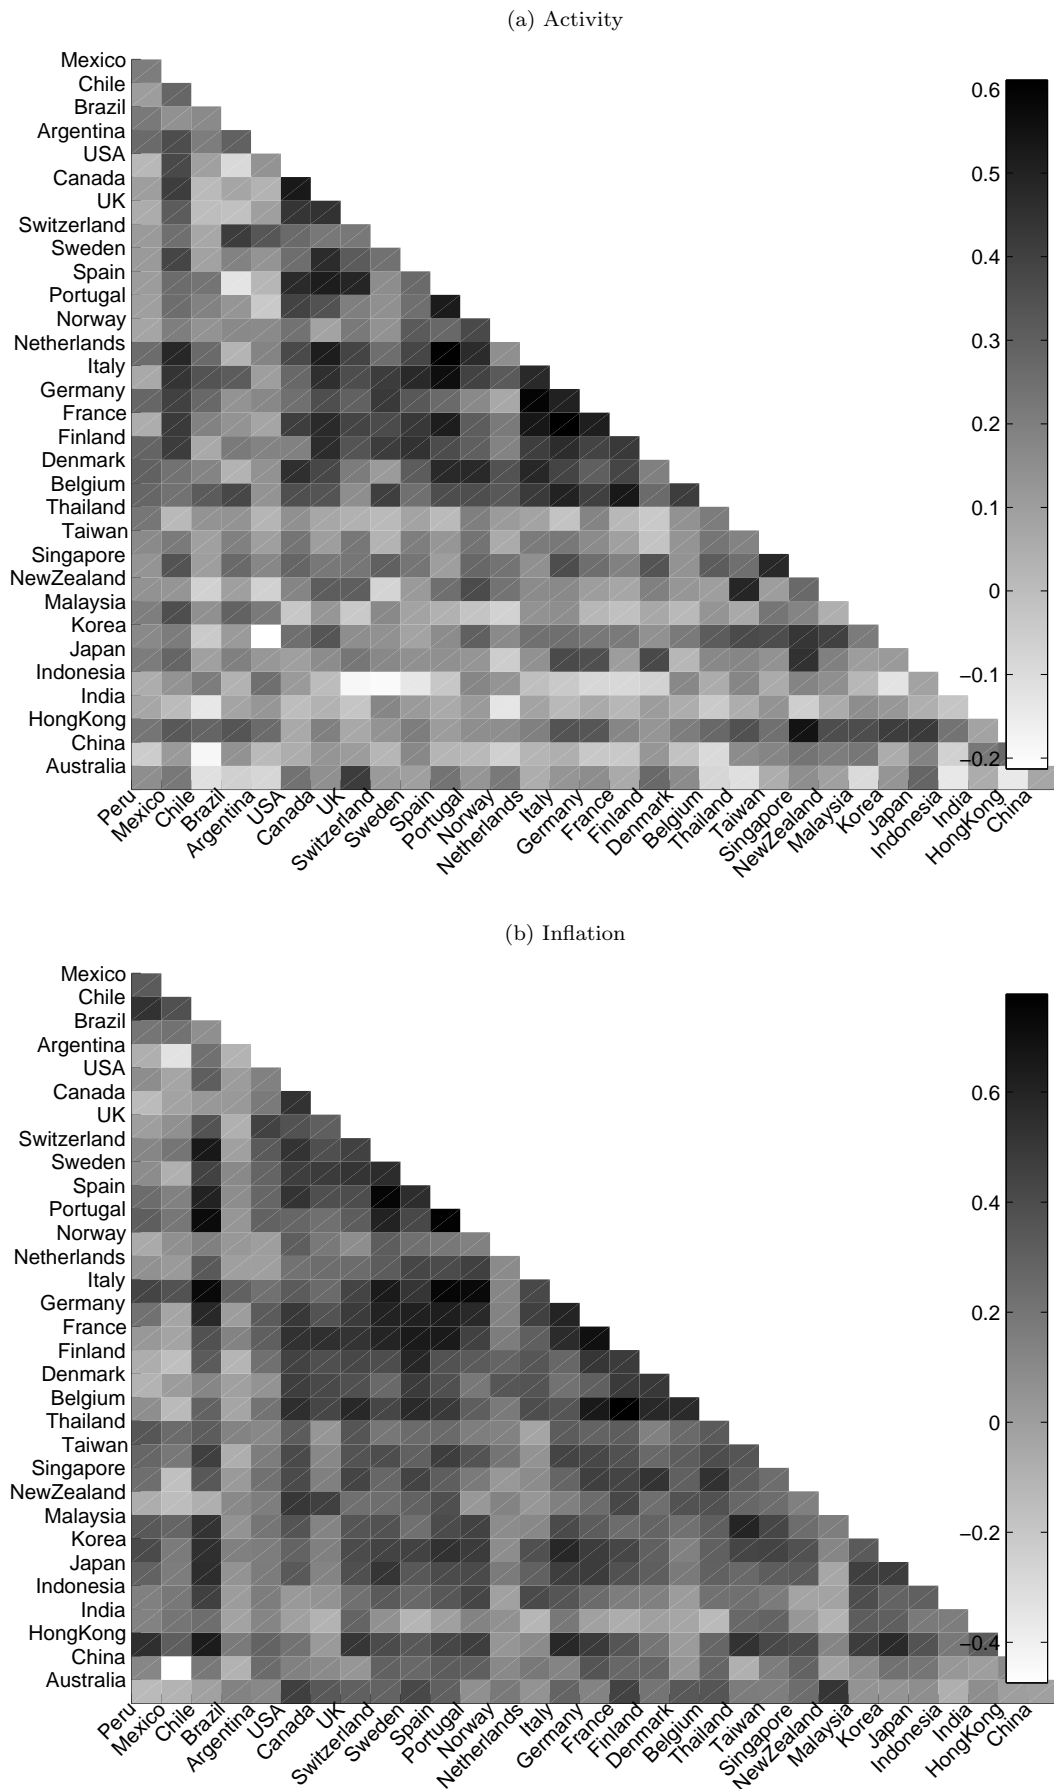 (a) Activity
Mexico
Chile
Brazil
Argentina
USA
Canada
UK
Switzerland
Sweden
Spain
Portugal
Norway
Netherlands
Italy
Germany
France
Finland
Denmark
Belgium
Thailand
Taiwan
Singapore
NewZealand
Malaysia
Korea
Japan
Indonesia
India
HongKong
China
Australia
0.6
0.5
0.4
0.3
0.2
0.1
0
−0.1
−0.2
Peru
Mexico
Chile
Brazil
Argentina
USA
Canada
UK
Switzerland
Sweden
Spain
Portugal
Norway
Netherlands
Italy
Germany
France
Finland
Denmark
Belgium
Thailand
Taiwan
Singapore
NewZealand
Malaysia
Korea
Japan
Indonesia
India
HongKong
China
(b) Inflation
Mexico
Chile
Brazil
Argentina
USA
Canada
UK
Switzerland
Sweden
Spain
Portugal
Norway
Netherlands
Italy
Germany
France
Finland
Denmark
Belgium
Thailand
Taiwan
Singapore
NewZealand
Malaysia
Korea
Japan
Indonesia
India
HongKong
China
Australia
0.6
0.4
0.2
0
−0.2
−0.4
Peru
Mexico
Chile
Brazil
Argentina
USA
Canada
UK
Switzerland
Sweden
Spain
Portugal
Norway
Netherlands
Italy
Germany
France
Finland
Denmark
Belgium
Thailand
Taiwan
Singapore
NewZealand
Malaysia
Korea
Japan
Indonesia
India
HongKong
China